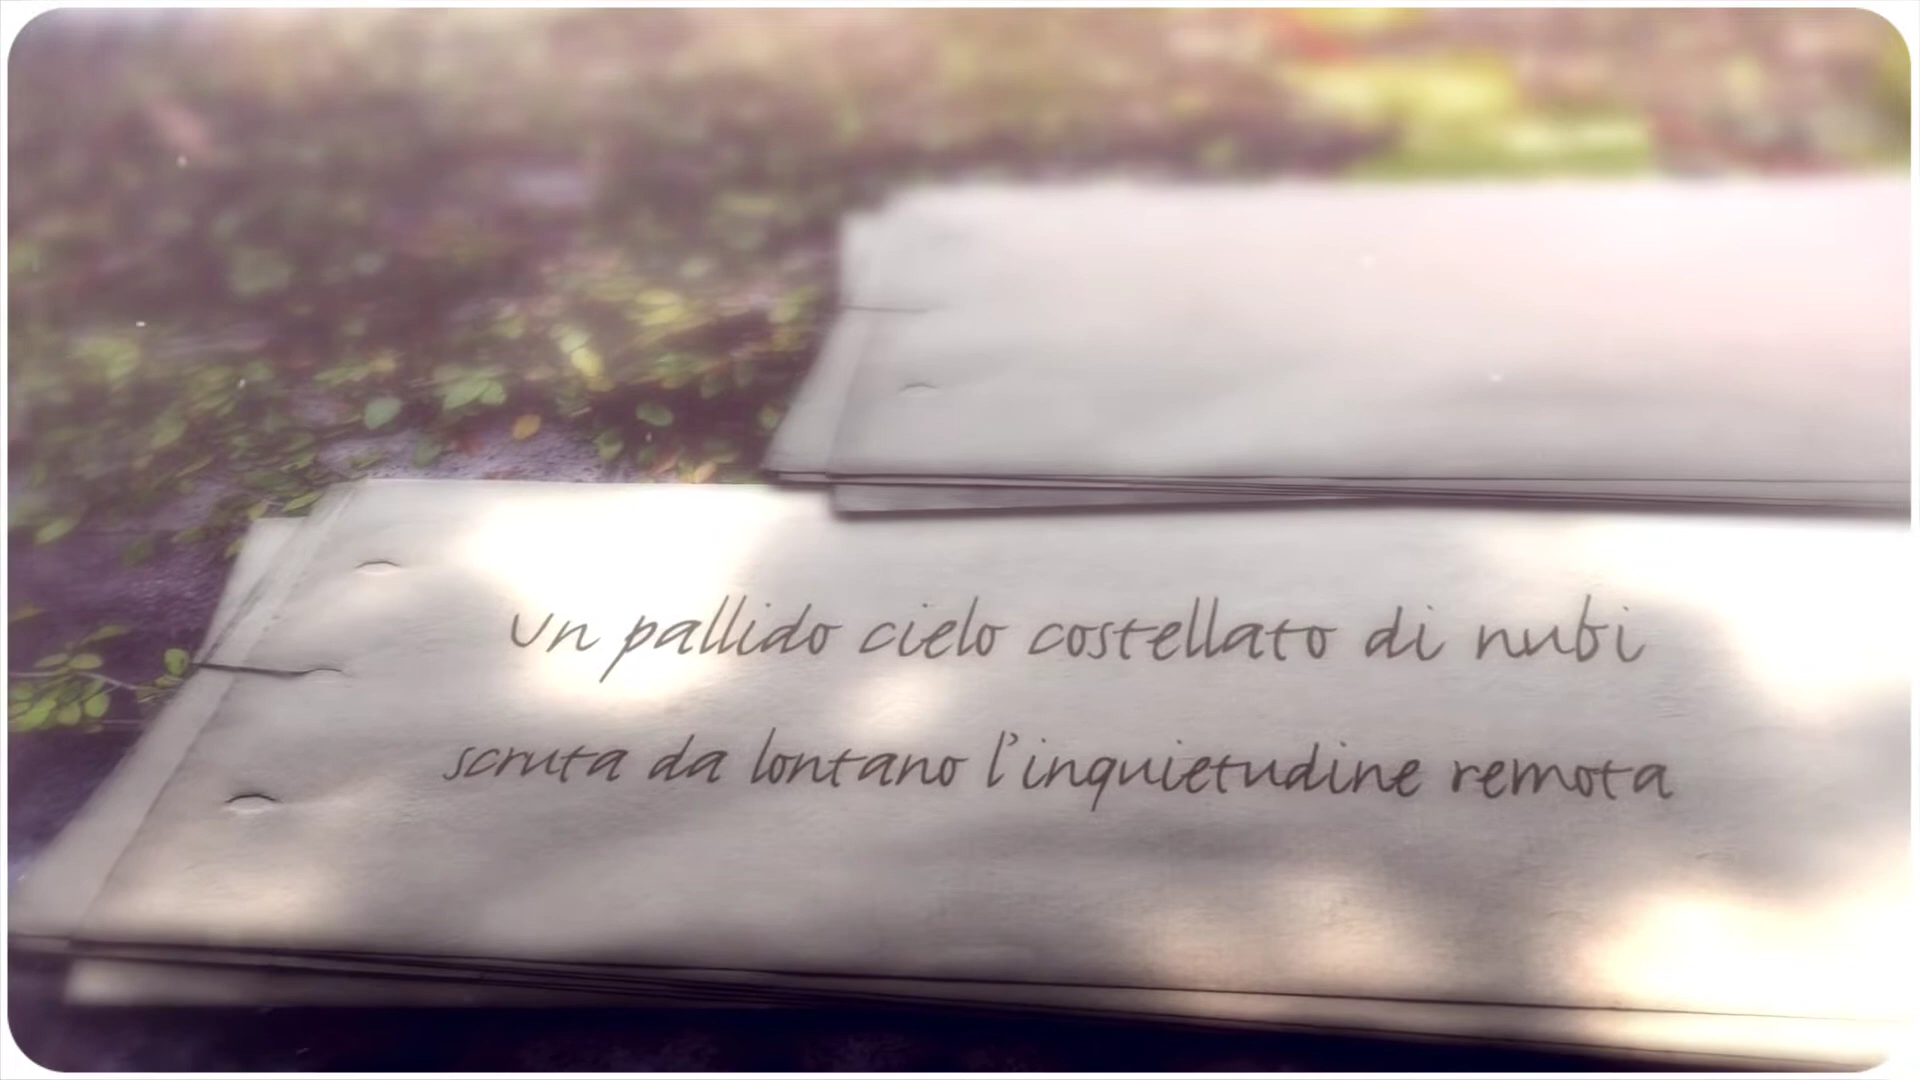 Un pallido cielo costellato di nubi
scruta da lontano l'inquietudine remota